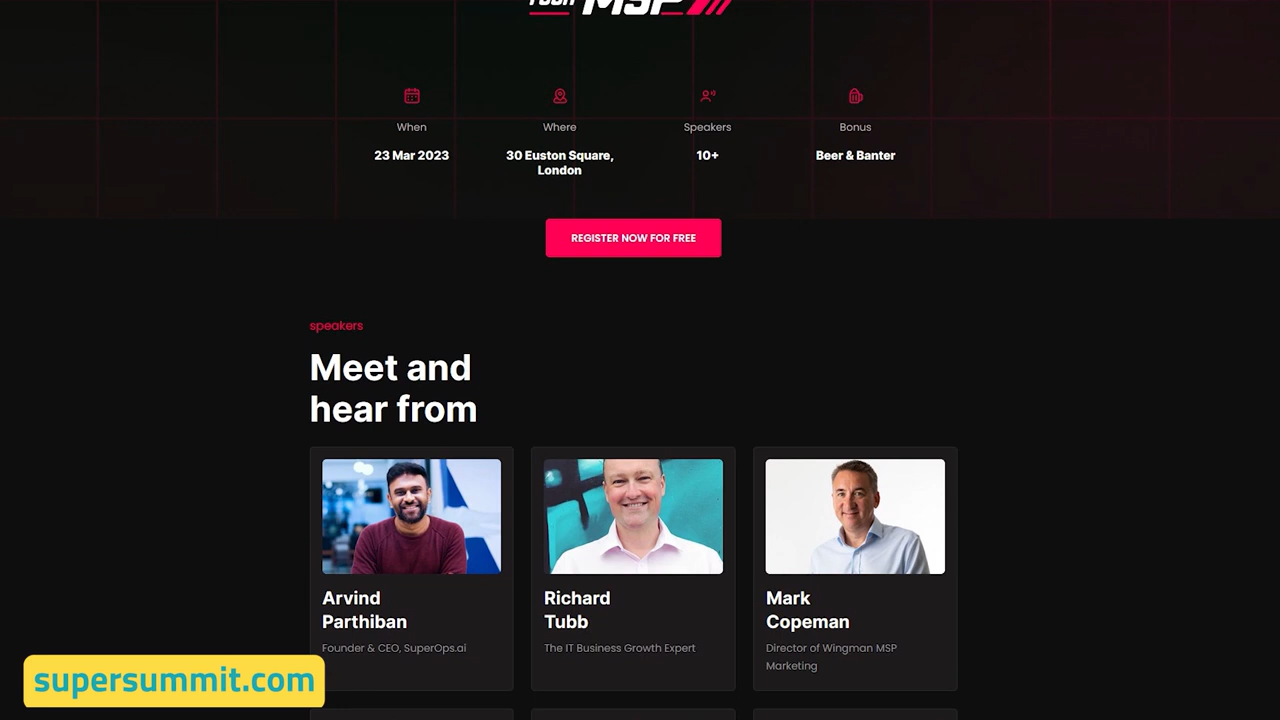 MSP
When
Where
Speakers
Bonus
23 Mar 2023
30 Euston Square,
London
10+
Beer & Banter
REGISTER NOW FOR FREE
speakers
Meet and
hear from
Arvind
Parthiban
Founder & CEO, SuperOps.ai
Richard
Tubb
The IT Business Growth Expert
Mark
Copeman
Director of Wingman MSP
Marketing
supersummit.com